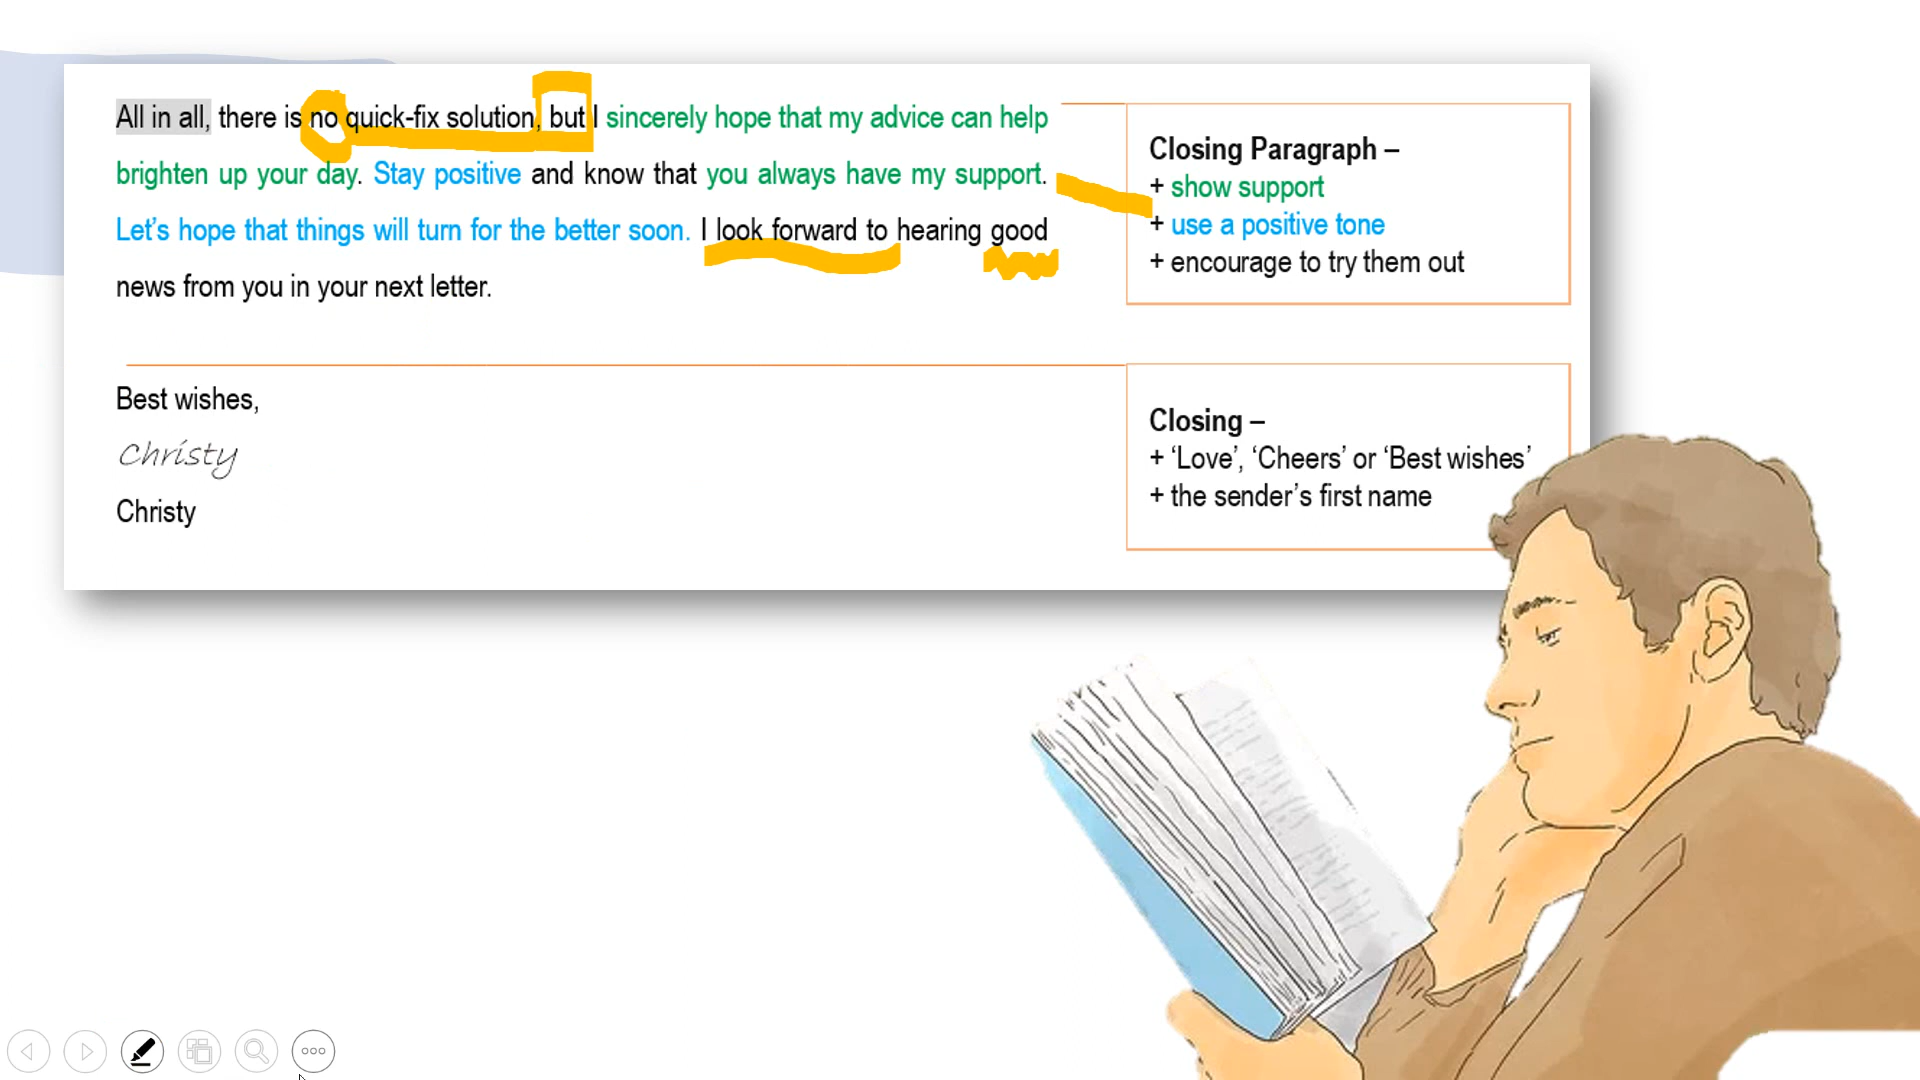 All in all, there is no quick-fix solution, but I sincerely hope that my advice can help
brighten up your day. Stay positive and know that you always have my support.
Let’s hope that things will turn for the better soon. I look forward to hearing good
news from you in your next letter.
Closing Paragraph –
+ show support
+ use a positive tone
+ encourage to try them out
Best wishes,
Christy
Christy
Closing –
+ ‘Love’, ‘Cheers’ or ‘Best wishes’
+ the sender’s first name